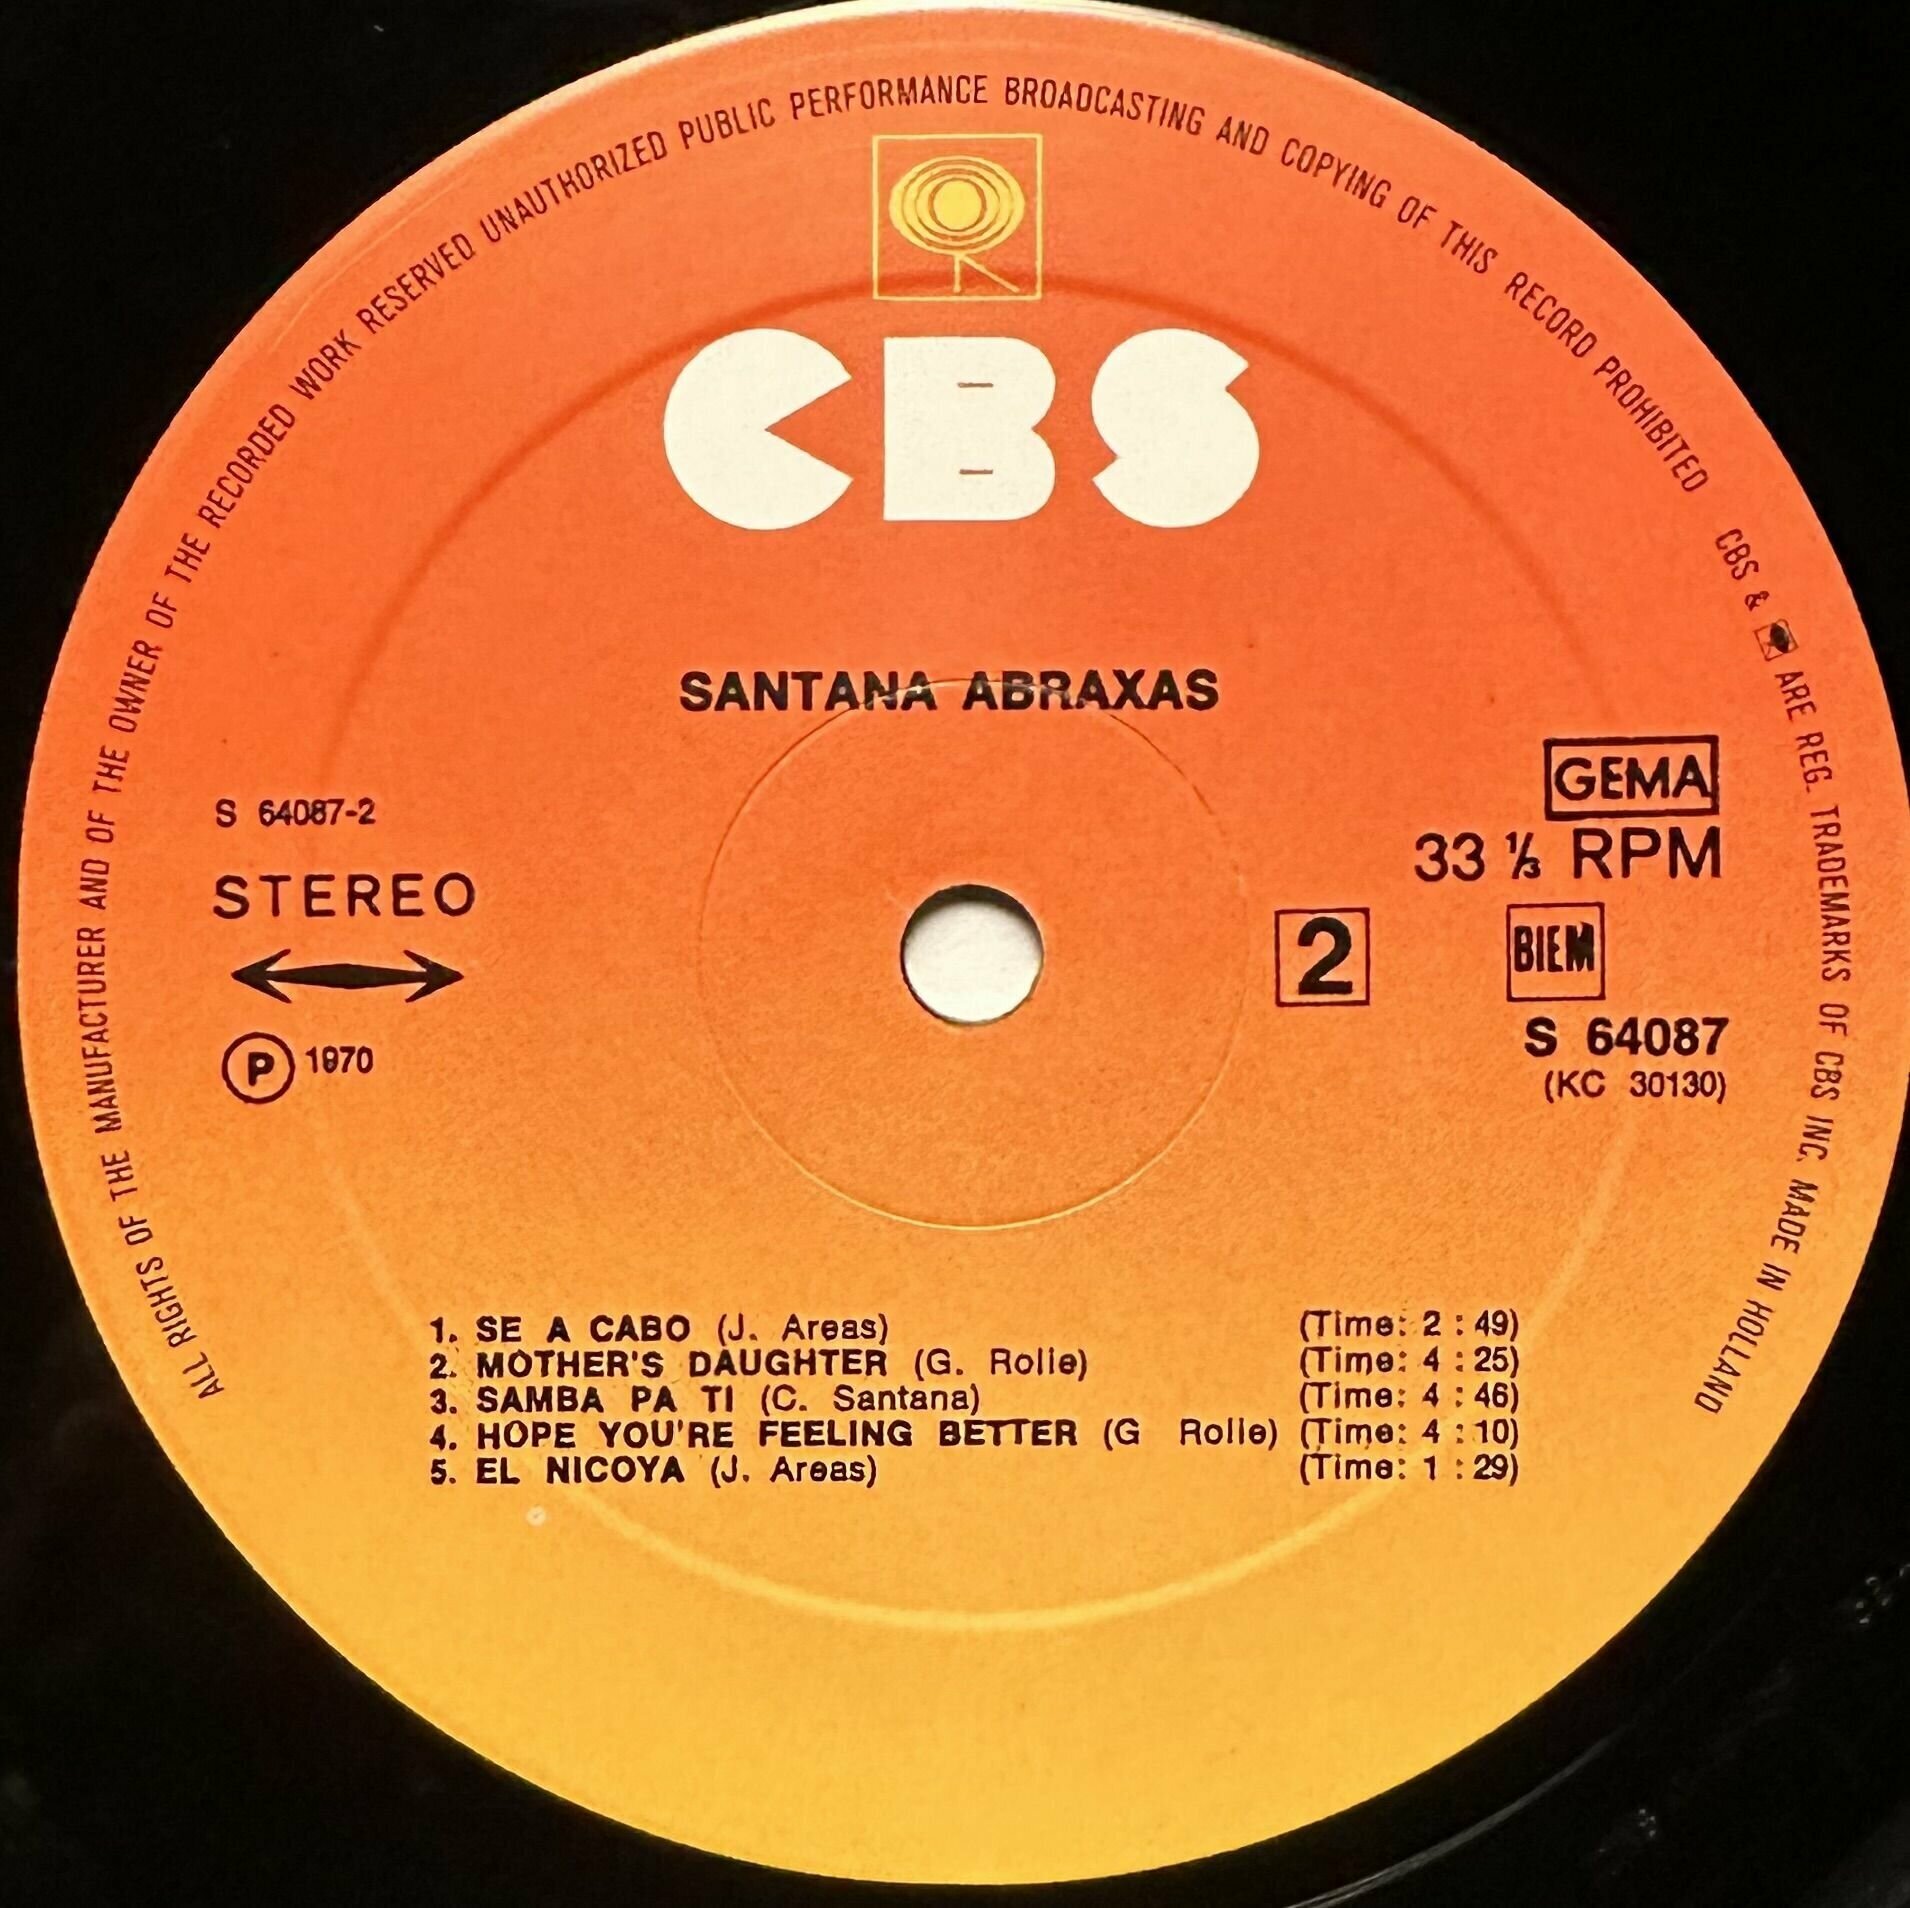 ALL RIGHTS OF THE MANUFACTURER AND OF THE OWNER OF THE RECORDED WORK RESERVED UNAUTHORIZED PUBLIC PERFORMANCE BROADCASTING AND COPYING OF THIS RECORD PROHIBITED CBS & ARE REG. TRADEMARKS OF CBS INC. MADE IN HOLLAND
CBS
SANTANA ABRAXAS
S 64087-2
STEREO
Ⓟ 1970
GEMA
33 ⅓ RPM
2
BIEM
S 64087
(KC 30130)
1. SE A CABO (J. Areas) (Time: 2 : 49)
2. MOTHER'S DAUGHTER (G. Rolie) (Time: 4 : 25)
3. SAMBA PA TI (C. Santana) (Time: 4 : 46)
4. HOPE YOU'RE FEELING BETTER (G Rolie) (Time: 4 : 10)
5. EL NICOYA (J. Areas) (Time: 1 : 29)